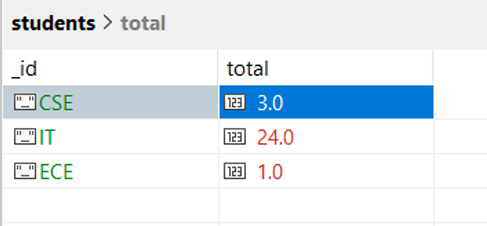 students > total
_id total
CSE 3.0
IT 24.0
ECE 1.0